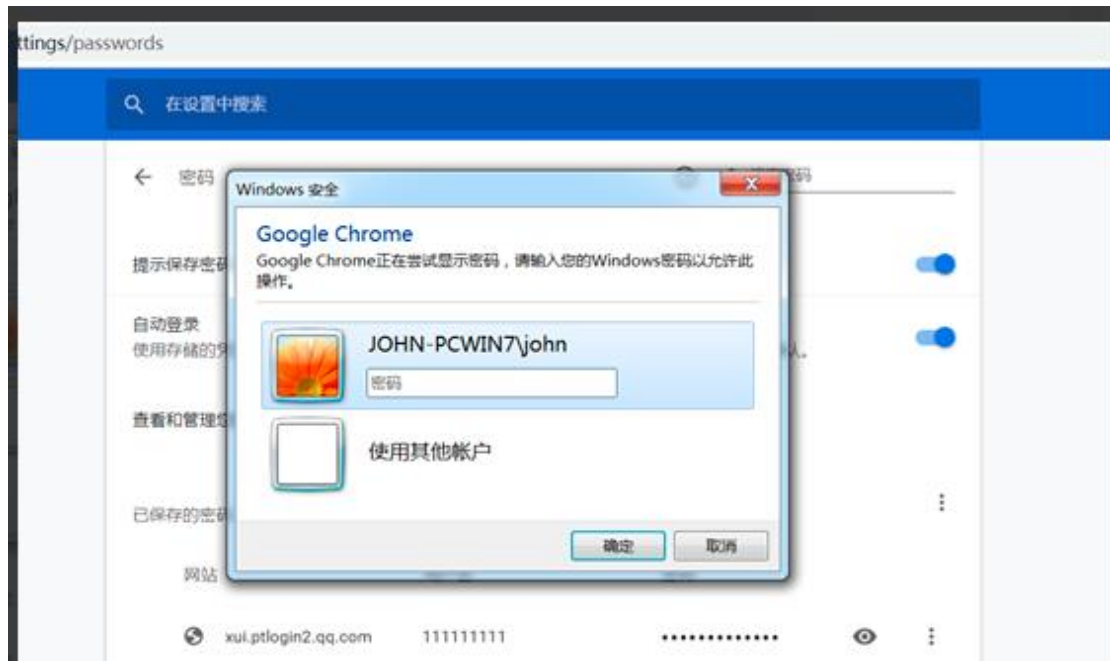 ttings/passwords
在设置中搜索
密码
Windows 安全
Google Chrome
Google Chrome正在尝试显示密码，请输入您的Windows密码以允许此
操作。
提示保存密码
JOHN-PCWIN7\john
自动登录
密码
使用存储的
查看和管理您
使用其他帐户
已保存的密码
确定 取消
网站
xui.ptlogin2.qq.com 111111111 •••••••••••••